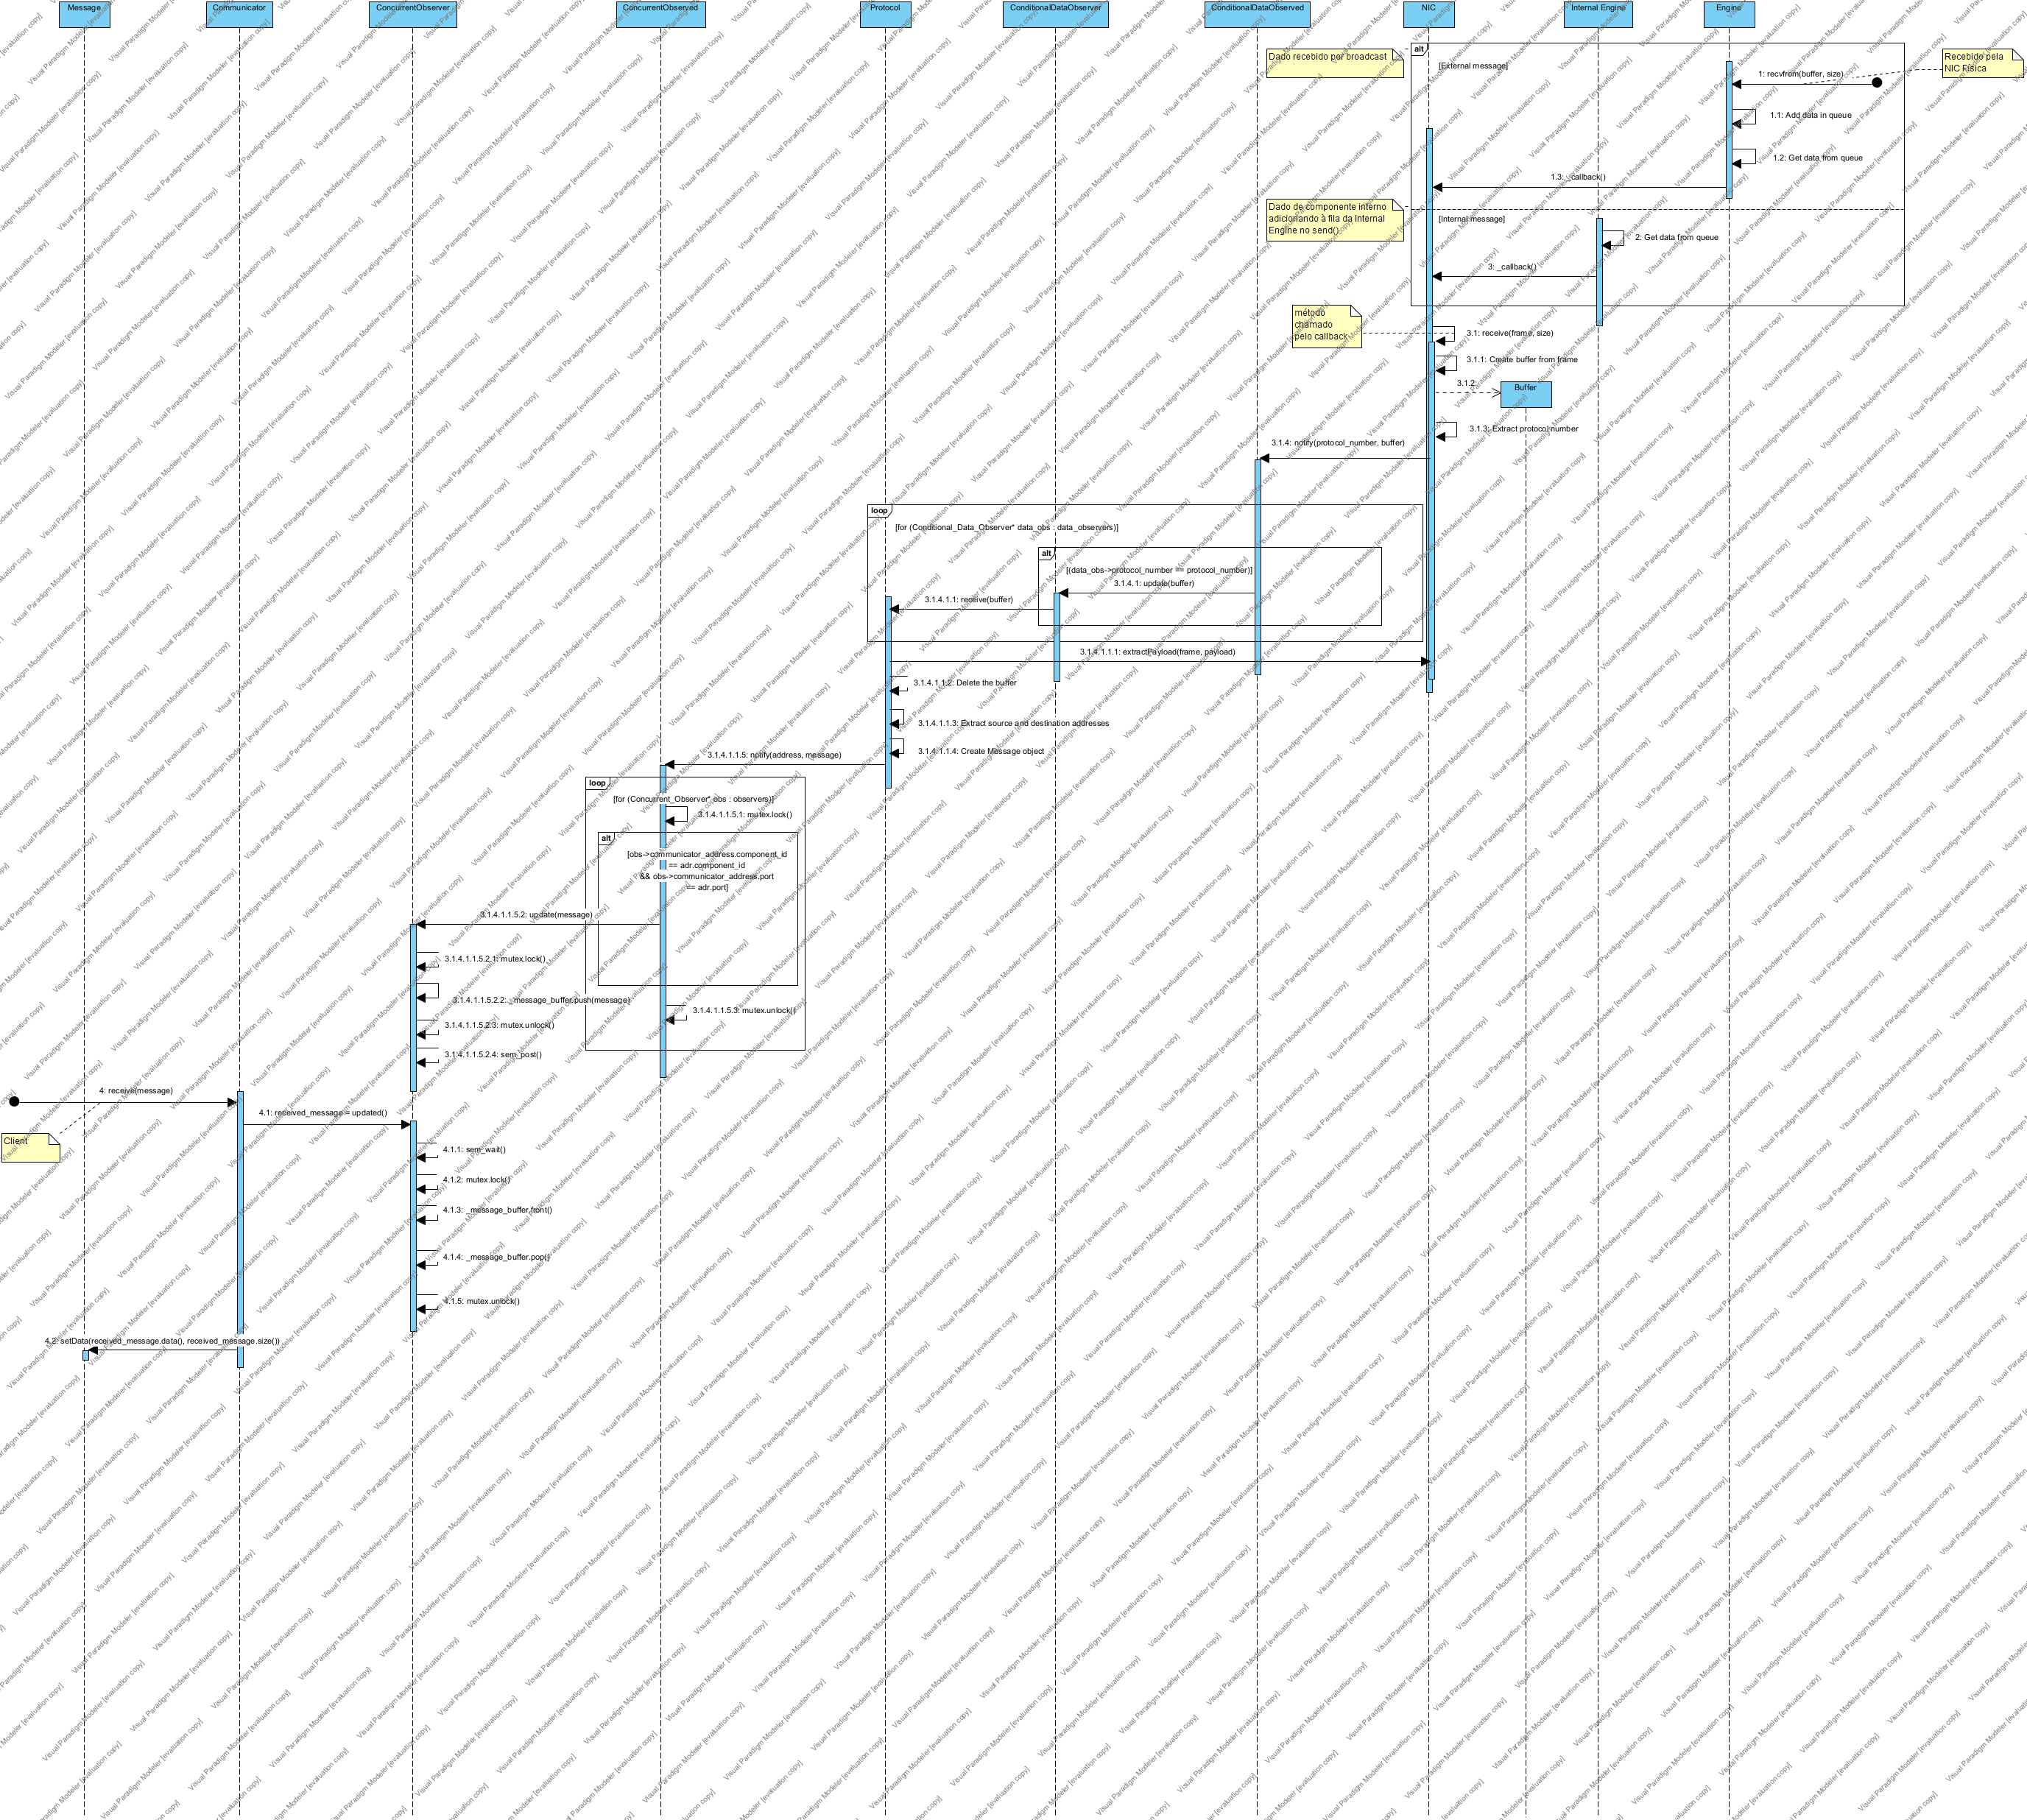 Message
Communicator
ConcurrentObserver
ConcurrentObserved
Protocol
ConditionalDataObserver
ConditionalDataObserved
NIC
Internal Engine
Engine
Dado recebido por broadcast
alt
[External message]
Recebido pela
NIC Física
1: recvfrom(buffer, size)
1.1: Add data in queue
1.2: Get data from queue
1.3: _callback()
Dado de componente interno
adicionando à fila da Internal
Engine no send().
[Internal message]
2: Get data from queue
3: _callback()
método
chamado
pelo callback
3.1: receive(frame, size)
3.1.1: Create buffer from frame
3.1.2:
Buffer
3.1.3: Extract protocol number
3.1.4: notify(protocol_number, buffer)
loop
[for (Conditional_Data_Observer* data_obs : data_observers)]
alt
[(data_obs->protocol_number == protocol_number)]
3.1.4.1: update(buffer)
3.1.4.1.1: receive(buffer)
3.1.4.1.1.1: extractPayload(frame, payload)
3.1.4.1.1.2: Delete the buffer
3.1.4.1.1.3: Extract source and destination addresses
3.1.4.1.1.4: Create Message object
3.1.4.1.1.5: notify(address, message)
loop
[for (Concurrent_Observer* obs : observers)]
3.1.4.1.1.5.1: mutex.lock()
alt
[obs->communicator_address.component_id
== adr.component_id
&& obs->communicator_address.port
== adr.port]
3.1.4.1.1.5.2: update(message)
3.1.4.1.1.5.2.1: mutex.lock()
3.1.4.1.1.5.2.2: _message_buffer.push(message)
3.1.4.1.1.5.3: mutex.unlock()
3.1.4.1.1.5.2.3: mutex.unlock()
3.1.4.1.1.5.2.4: sem_post()
4: receive(message)
4.1: received_message = updated()
Client
4.1.1: sem_wait()
4.1.2: mutex.lock()
4.1.3: _message_buffer.front()
4.1.4: _message_buffer.pop()
4.1.5: mutex.unlock()
4.2: setData(received_message.data(), received_message.size())
Visual Paradigm Modeler [evaluation copy]